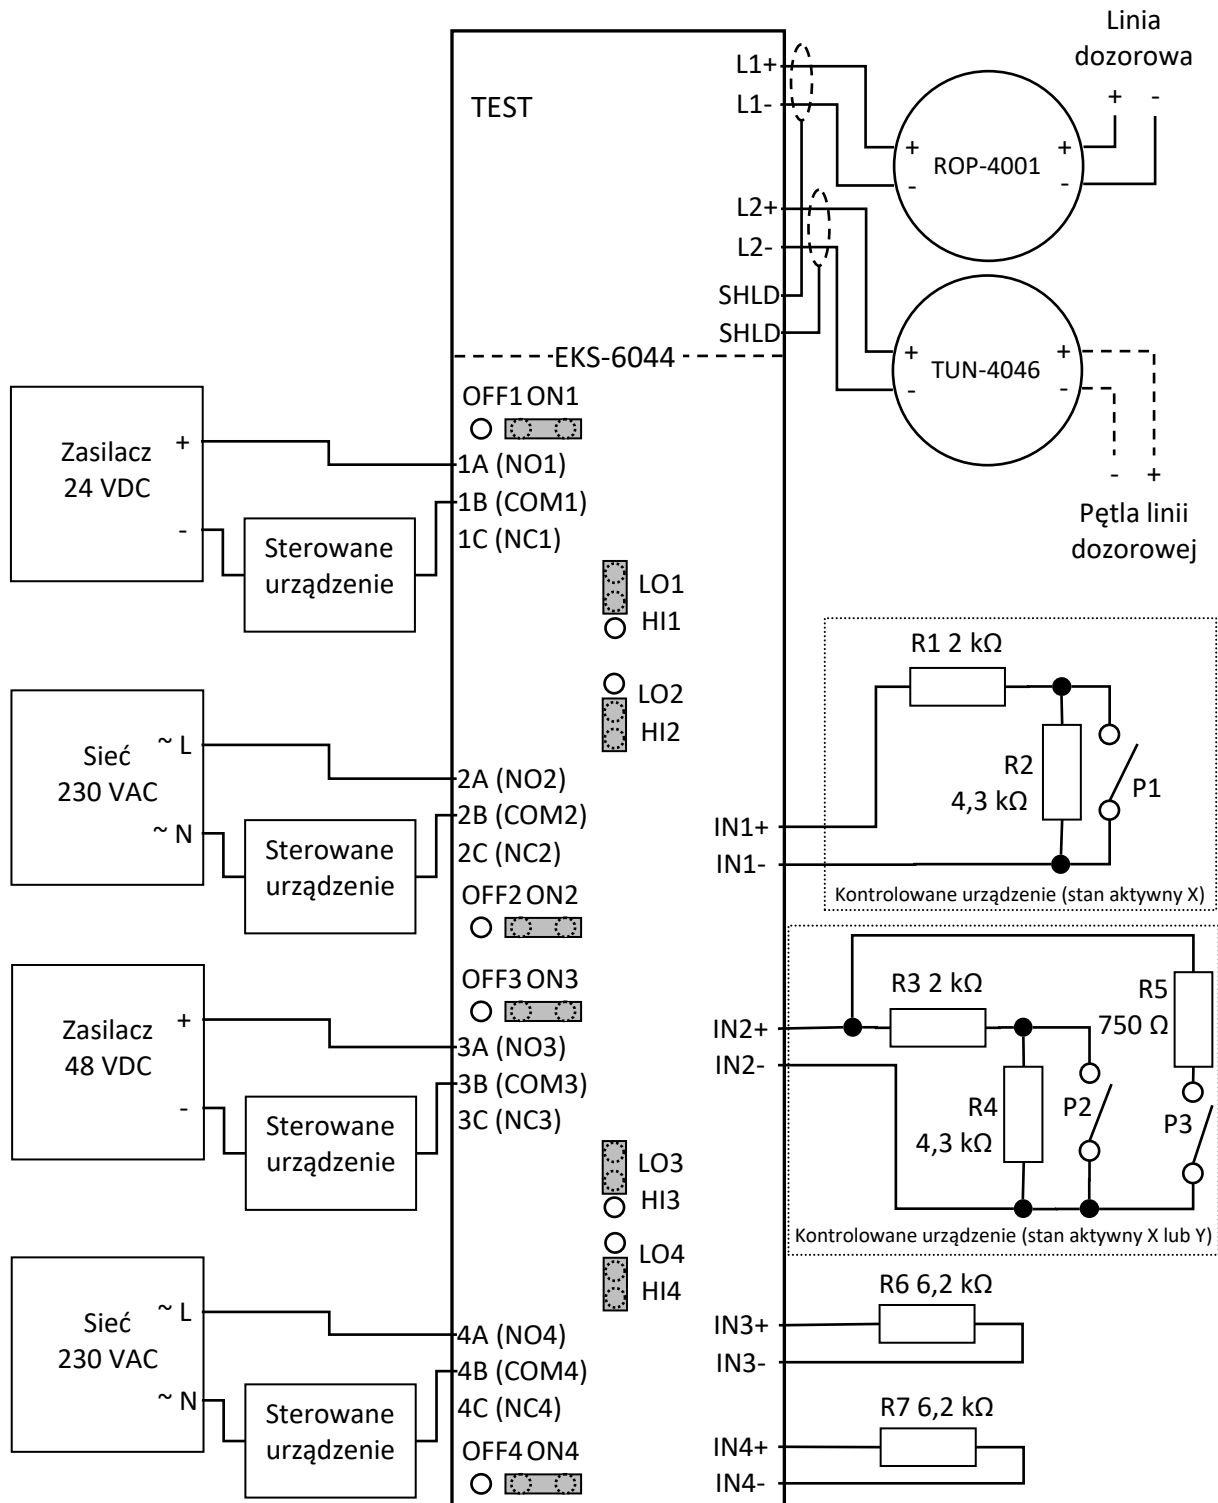 TEST
L1+
L1-
L2+
L2-
SHLD
SHLD
EKS-6044
Linia
dozorowa
+ -
+ +
ROP-4001
- -
+ +
TUN-4046
- -
- +
Pętla linii
dozorowej
Zasilacz
24 VDC
+
-
Sterowane
urządzenie
OFF1 ON1
1A (NO1)
1B (COM1)
1C (NC1)
LO1
HI1
LO2
HI2
Sieć
230 VAC
~ L
~ N
Sterowane
urządzenie
2A (NO2)
2B (COM2)
2C (NC2)
OFF2 ON2
IN1+
IN1-
R1 2 kΩ
R2
4,3 kΩ
P1
Kontrolowane urządzenie (stan aktywny X)
Zasilacz
48 VDC
+
-
Sterowane
urządzenie
OFF3 ON3
3A (NO3)
3B (COM3)
3C (NC3)
LO3
HI3
LO4
HI4
IN2+
IN2-
R3 2 kΩ
R5
750 Ω
R4
4,3 kΩ
P2
P3
Kontrolowane urządzenie (stan aktywny X lub Y)
Sieć
230 VAC
~ L
~ N
Sterowane
urządzenie
4A (NO4)
4B (COM4)
4C (NC4)
OFF4 ON4
R6 6,2 kΩ
IN3+
IN3-
R7 6,2 kΩ
IN4+
IN4-